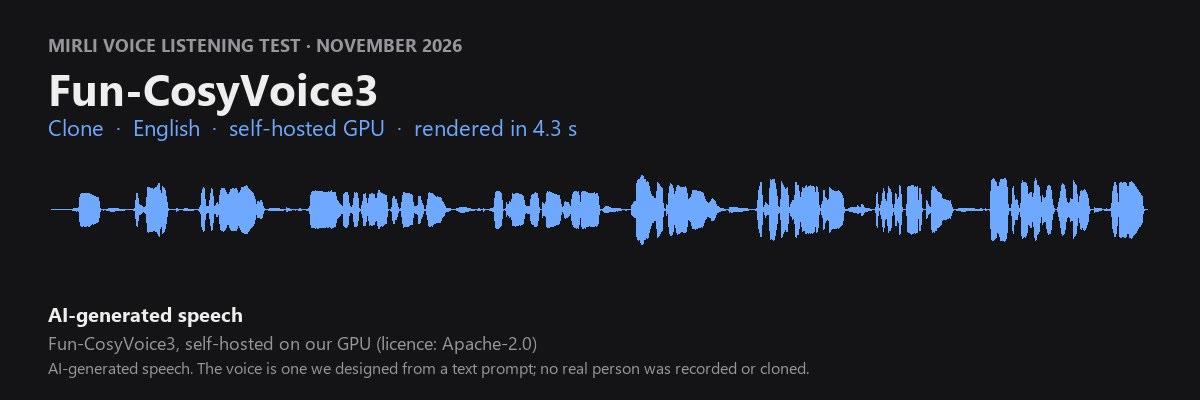 MIRLI VOICE LISTENING TEST · NOVEMBER 2026
Fun-CosyVoice3
Clone · English · self-hosted GPU · rendered in 4.3 s
AI-generated speech
Fun-CosyVoice3, self-hosted on our GPU (licence: Apache-2.0)
AI-generated speech. The voice is one we designed from a text prompt; no real person was recorded or cloned.